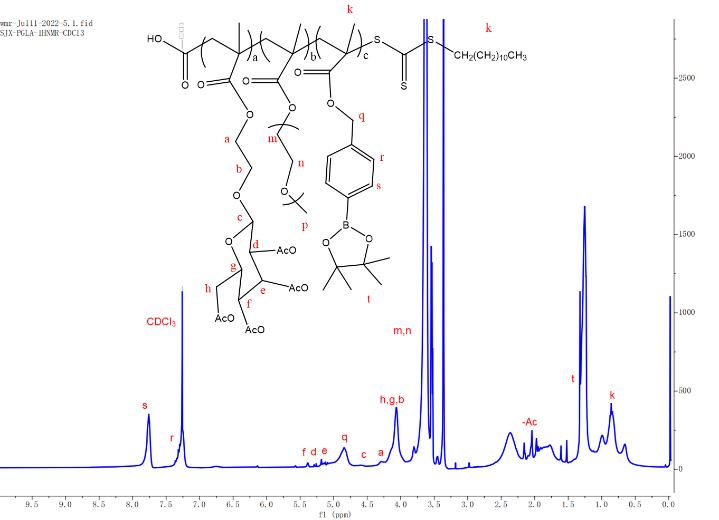 wmr-Jul11-2022-5.1.fid
SJX-PGLA-1HNMR-CDCl3
k
k
HO
O
a
O
b
O
c
S
S
S
CH2(CH2)10CH3
O
O
O
q
a
m
b
n
r
s
O
O
c
p
B
O
O
O
d
AcO
g
h
e
AcO
f
t
AcO
AcO
CDCl3
s
r
f
d
e
q
c
a
h,g,b
m,n
-Ac
t
k
2500
2000
1500
1000
500
0
9.5
9.0
8.5
8.0
7.5
7.0
6.5
6.0
5.5
5.0
4.5
4.0
3.5
3.0
2.5
2.0
1.5
1.0
0.5
0.0
f1 (ppm)